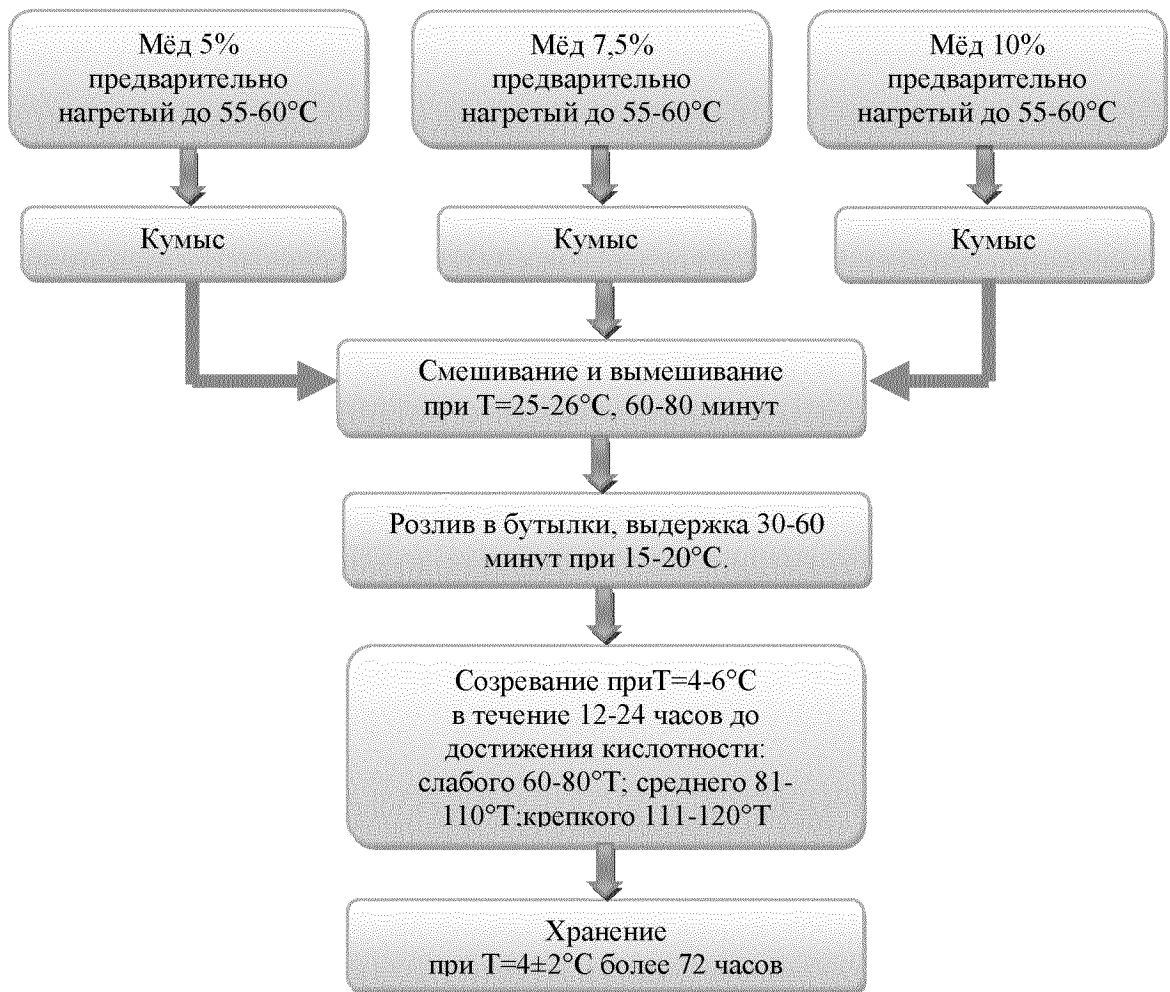 Мёд 5%
предварительно
нагретый до 55-60°С
Мёд 7,5%
предварительно
нагретый до 55-60°С
Мёд 10%
предварительно
нагретый до 55-60°С
Кумыс
Кумыс
Кумыс
Смешивание и вымешивание
при Т=25-26°С, 60-80 минут
Розлив в бутылки, выдержка 30-60
минут при 15-20°С.
Созревание приТ=4-6°С
в течение 12-24 часов до
достижения кислотности:
слабого 60-80°Т; среднего 81-
110°Т;крепкого 111-120°Т
Хранение
при Т=4±2°С более 72 часов